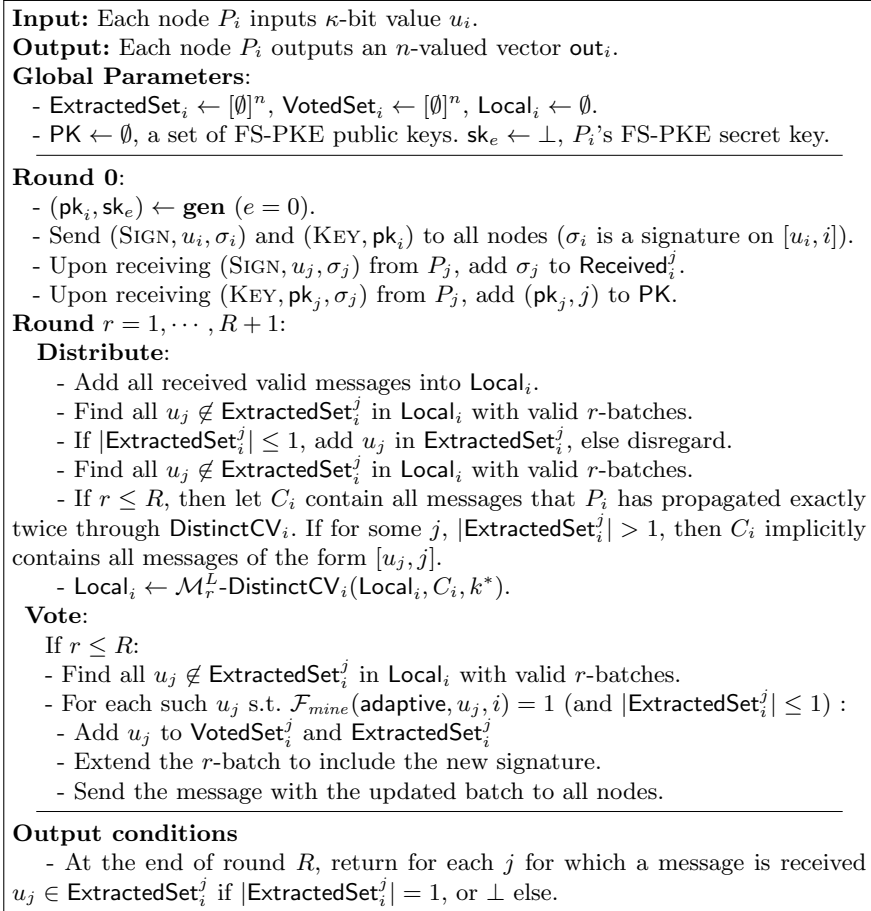 Input: Each node P_i inputs κ-bit value u_i.
Output: Each node P_i outputs an n-valued vector out_i.
Global Parameters:
- ExtractedSet_i ← [∅]^n, VotedSet_i ← [∅]^n, Local_i ← ∅.
- PK ← ∅, a set of FS-PKE public keys. sk_e ← ⊥, P_i's FS-PKE secret key.
Round 0:
- (pk_i, sk_e) ← gen (e = 0).
- Send (SIGN, u_i, σ_i) and (KEY, pk_i) to all nodes (σ_i is a signature on [u_i, i]).
- Upon receiving (SIGN, u_j, σ_j) from P_j, add σ_j to Received_i^j.
- Upon receiving (KEY, pk_j, σ_j) from P_j, add (pk_j, j) to PK.
Round r = 1, ⋯ , R + 1:
Distribute:
- Add all received valid messages into Local_i.
- Find all u_j ∉ ExtractedSet_i^j in Local_i with valid r-batches.
- If |ExtractedSet_i^j| ≤ 1, add u_j in ExtractedSet_i^j, else disregard.
- Find all u_j ∉ ExtractedSet_i^j in Local_i with valid r-batches.
- If r ≤ R, then let C_i contain all messages that P_i has propagated exactly
twice through DistinctCV_i. If for some j, |ExtractedSet_i^j| > 1, then C_i implicitly
contains all messages of the form [u_j, j].
- Local_i ← M_r^L-DistinctCV_i(Local_i, C_i, k*).
Vote:
If r ≤ R:
- Find all u_j ∉ ExtractedSet_i^j in Local_i with valid r-batches.
- For each such u_j s.t. F_mine(adaptive, u_j, i) = 1 (and |ExtractedSet_i^j| ≤ 1) :
- Add u_j to VotedSet_i^j and ExtractedSet_i^j
- Extend the r-batch to include the new signature.
- Send the message with the updated batch to all nodes.
Output conditions
- At the end of round R, return for each j for which a message is received
u_j ∈ ExtractedSet_i^j if |ExtractedSet_i^j| = 1, or ⊥ else.